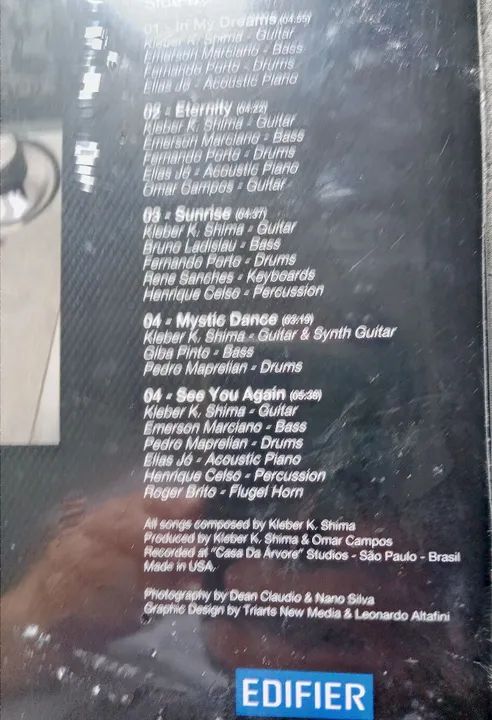 Side
01 - In My Dreams (04:55)
Kleber K. Shima - Guitar
Emerson Marciano - Bass
Fernando Porto - Drums
Elias Jó - Acoustic Piano
02 - Eternity (04:22)
Kleber K. Shima - Guitar
Emerson Marciano - Bass
Fernando Porto - Drums
Elias Jó - Acoustic Piano
Omar Campos - Guitar
03 - Sunrise (04:37)
Kleber K. Shima - Guitar
Bruno Ladislau - Bass
Fernando Porto - Drums
Renê Sanches - Keyboards
Henrique Celso - Percussion
04 - Mystic Dance (03:19)
Kleber K. Shima - Guitar & Synth Guitar
Giba Pinto - Bass
Pedro Maprelian - Drums
04 - See You Again (05:38)
Kleber K. Shima - Guitar
Emerson Marciano - Bass
Pedro Maprelian - Drums
Elias Jó - Acoustic Piano
Henrique Celso - Percussion
Roger Brito - Flugel Horn
All songs composed by Kleber K. Shima
Produced by Kleber K. Shima & Omar Campos
Recorded at "Casa Da Árvore" Studios - São Paulo - Brasil
Made in USA.
Photography by Dean Claudio & Nano Silva
Graphic Design by Triarts New Media & Leonardo Altafini
EDIFIER